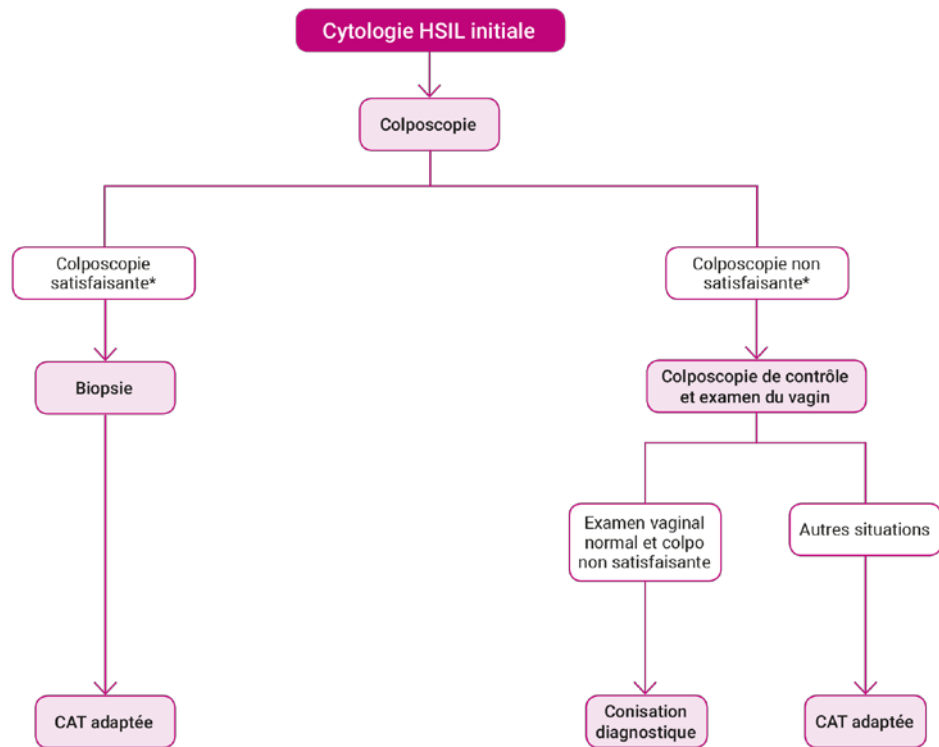 Cytologie HSIL initiale
Colposcopie
Colposcopie
satisfaisante*
Colposcopie non
satisfaisante*
Biopsie
Colposcopie de contrôle
et examen du vagin
Examen vaginal
normal et colpo
non satisfaisante
Autres situations
CAT adaptée
Conisation
diagnostique
CAT adaptée